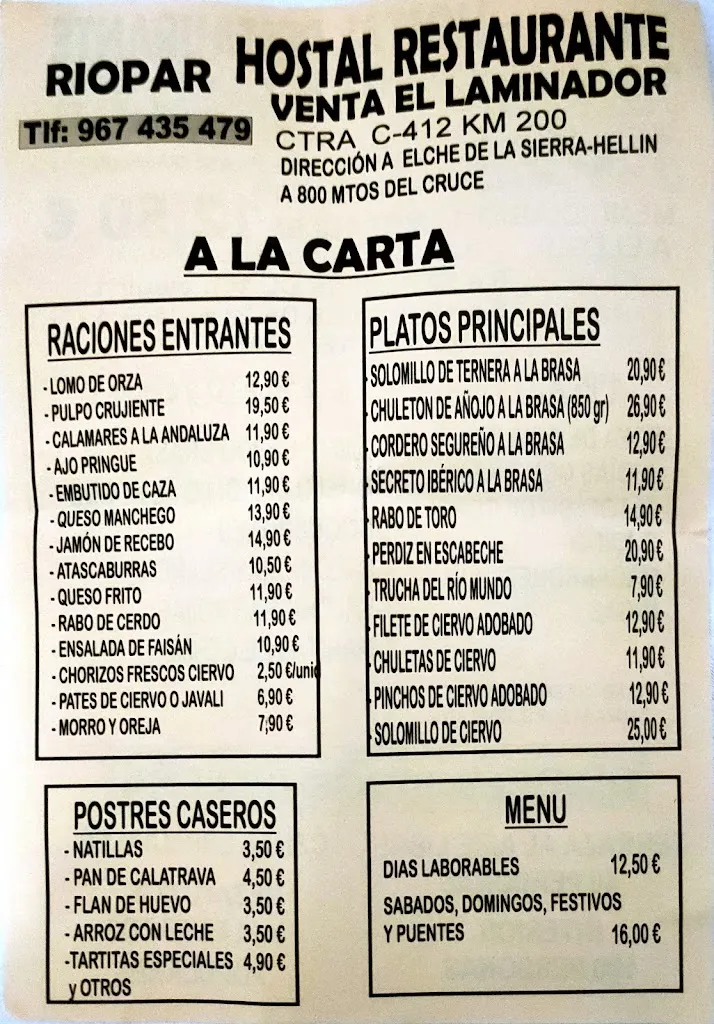 RIOPAR HOSTAL RESTAURANTE
VENTA EL LAMINADOR
Tlf: 967 435 479
CTRA C-412 KM 200
DIRECCIÓN A ELCHE DE LA SIERRA-HELLIN
A 800 MTOS DEL CRUCE
A LA CARTA
RACIONES ENTRANTES
- LOMO DE ORZA 12,90 €
- PULPO CRUJIENTE 19,50 €
- CALAMARES A LA ANDALUZA 11,90 €
- AJO PRINGUE 10,90 €
- EMBUTIDO DE CAZA 11,90 €
- QUESO MANCHEGO 13,90 €
- JAMÓN DE RECEBO 14,90 €
- ATASCABURRAS 10,50 €
- QUESO FRITO 11,90 €
- RABO DE CERDO 11,90 €
- ENSALADA DE FAISÁN 10,90 €
- CHORIZOS FRESCOS CIERVO 2,50 €/unid
- PATES DE CIERVO O JAVALI 6,90 €
- MORRO Y OREJA 7,90 €
PLATOS PRINCIPALES
- SOLOMILLO DE TERNERA A LA BRASA 20,90 €
- CHULETON DE AÑOJO A LA BRASA (850 gr) 26,90 €
- CORDERO SEGUREÑO A LA BRASA 12,90 €
- SECRETO IBÉRICO A LA BRASA 11,90 €
- RABO DE TORO 14,90 €
- PERDIZ EN ESCABECHE 20,90 €
- TRUCHA DEL RÍO MUNDO 7,90 €
- FILETE DE CIERVO ADOBADO 12,90 €
- CHULETAS DE CIERVO 11,90 €
- PINCHOS DE CIERVO ADOBADO 12,90 €
- SOLOMILLO DE CIERVO 25,00 €
POSTRES CASEROS
- NATILLAS 3,50 €
- PAN DE CALATRAVA 4,50 €
- FLAN DE HUEVO 3,50 €
- ARROZ CON LECHE 3,50 €
-TARTITAS ESPECIALES 4,90 €
y OTROS
MENU
DIAS LABORABLES 12,50 €
SABADOS, DOMINGOS, FESTIVOS
Y PUENTES 16,00 €